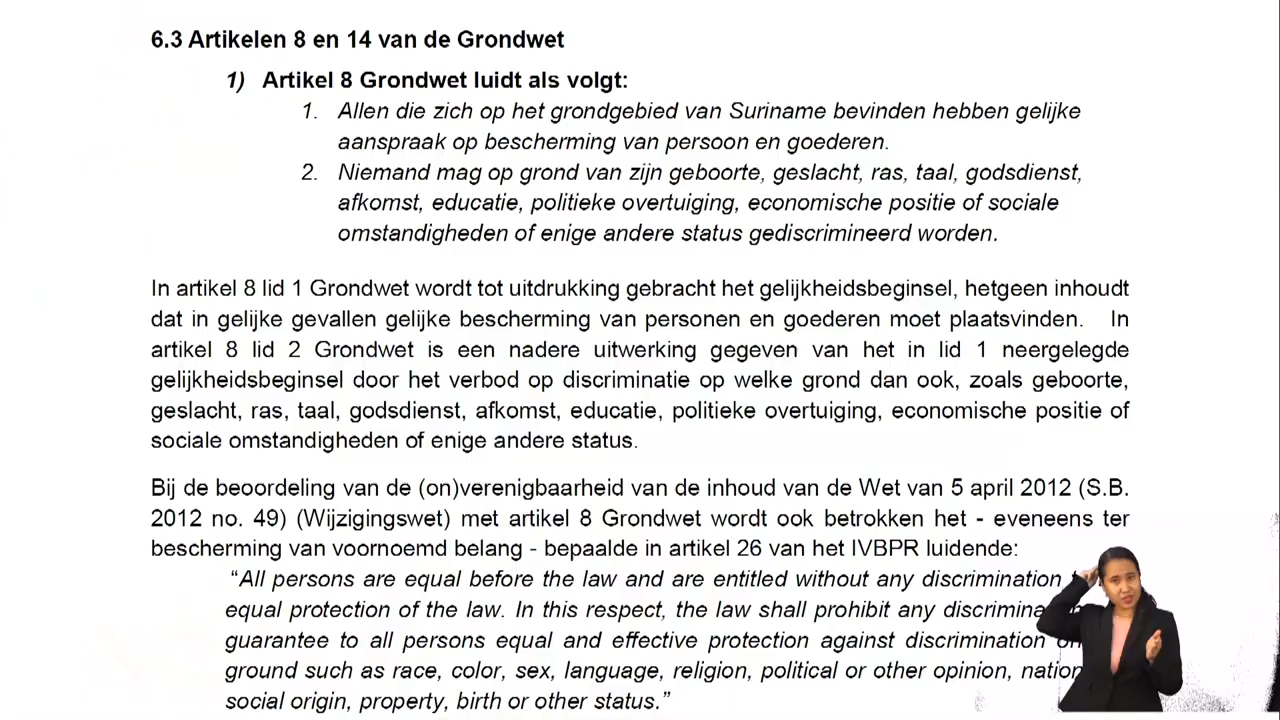 6.3 Artikelen 8 en 14 van de Grondwet
1) Artikel 8 Grondwet luidt als volgt:
1. Allen die zich op het grondgebied van Suriname bevinden hebben gelijke
aanspraak op bescherming van persoon en goederen.
2. Niemand mag op grond van zijn geboorte, geslacht, ras, taal, godsdienst,
afkomst, educatie, politieke overtuiging, economische positie of sociale
omstandigheden of enige andere status gediscrimineerd worden.
In artikel 8 lid 1 Grondwet wordt tot uitdrukking gebracht het gelijkheidsbeginsel, hetgeen inhoudt
dat in gelijke gevallen gelijke bescherming van personen en goederen moet plaatsvinden. In
artikel 8 lid 2 Grondwet is een nadere uitwerking gegeven van het in lid 1 neergelegde
gelijkheidsbeginsel door het verbod op discriminatie op welke grond dan ook, zoals geboorte,
geslacht, ras, taal, godsdienst, afkomst, educatie, politieke overtuiging, economische positie of
sociale omstandigheden of enige andere status.
Bij de beoordeling van de (on)verenigbaarheid van de inhoud van de Wet van 5 april 2012 (S.B.
2012 no. 49) (Wijzigingswet) met artikel 8 Grondwet wordt ook betrokken het - eveneens ter
bescherming van voornoemd belang - bepaalde in artikel 26 van het IVBPR luidende:
“All persons are equal before the law and are entitled without any discrimination
equal protection of the law. In this respect, the law shall prohibit any
guarantee to all persons equal and effective protection against discrimination
ground such as race, color, sex, language, religion, political or other opinion,
social origin, property, birth or other status.”